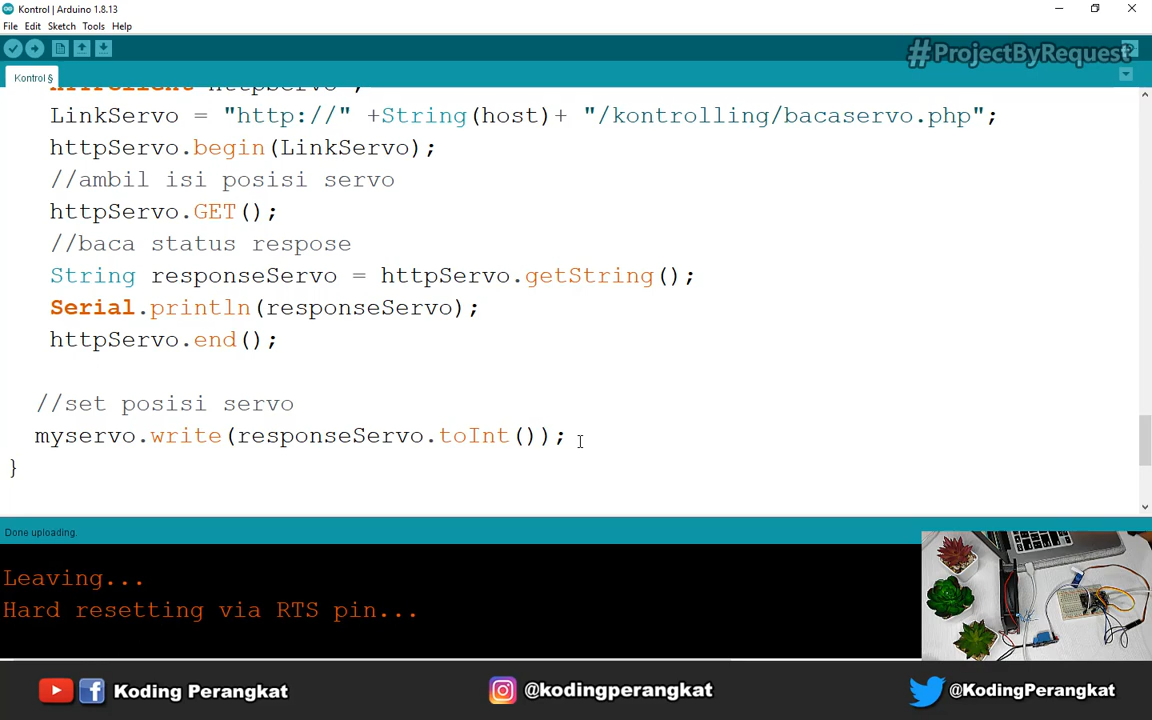 Kontrol | Arduino 1.8.13
File Edit Sketch Tools Help
#ProjectByRequest
Kontrol §
HTTPClient httpServo ;
LinkServo = "http://" +String(host)+ "/kontrolling/bacaservo.php";
httpServo.begin(LinkServo);
//ambil isi posisi servo
httpServo.GET();
//baca status respose
String responseServo = httpServo.getString();
Serial.println(responseServo);
httpServo.end();
//set posisi servo
myservo.write(responseServo.toInt());
}
Done uploading.
Leaving...
Hard resetting via RTS pin...
Koding Perangkat
@kodingperangkat
@KodingPerangkat